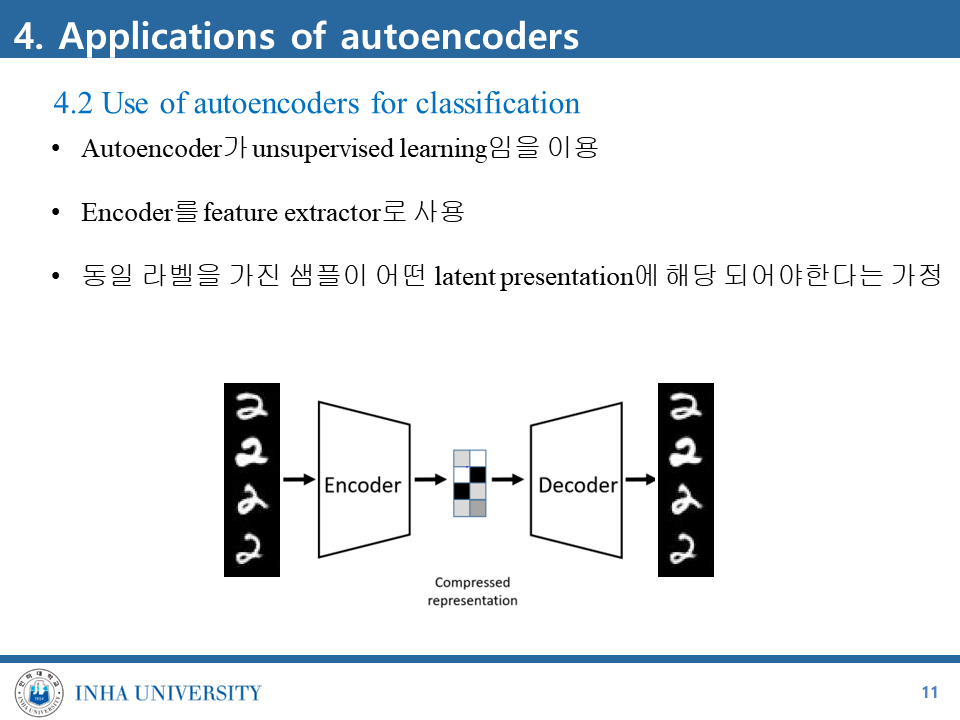 4. Applications of autoencoders
4.2 Use of autoencoders for classification
• Autoencoder가 unsupervised learning임을 이용
• Encoder를 feature extractor로 사용
• 동일 라벨을 가진 샘플이 어떤 latent presentation에 해당 되어야한다는 가정
2
2
2
2
Encoder
Decoder
2
2
2
2
Compressed
representation
INHA UNIVERSITY
11